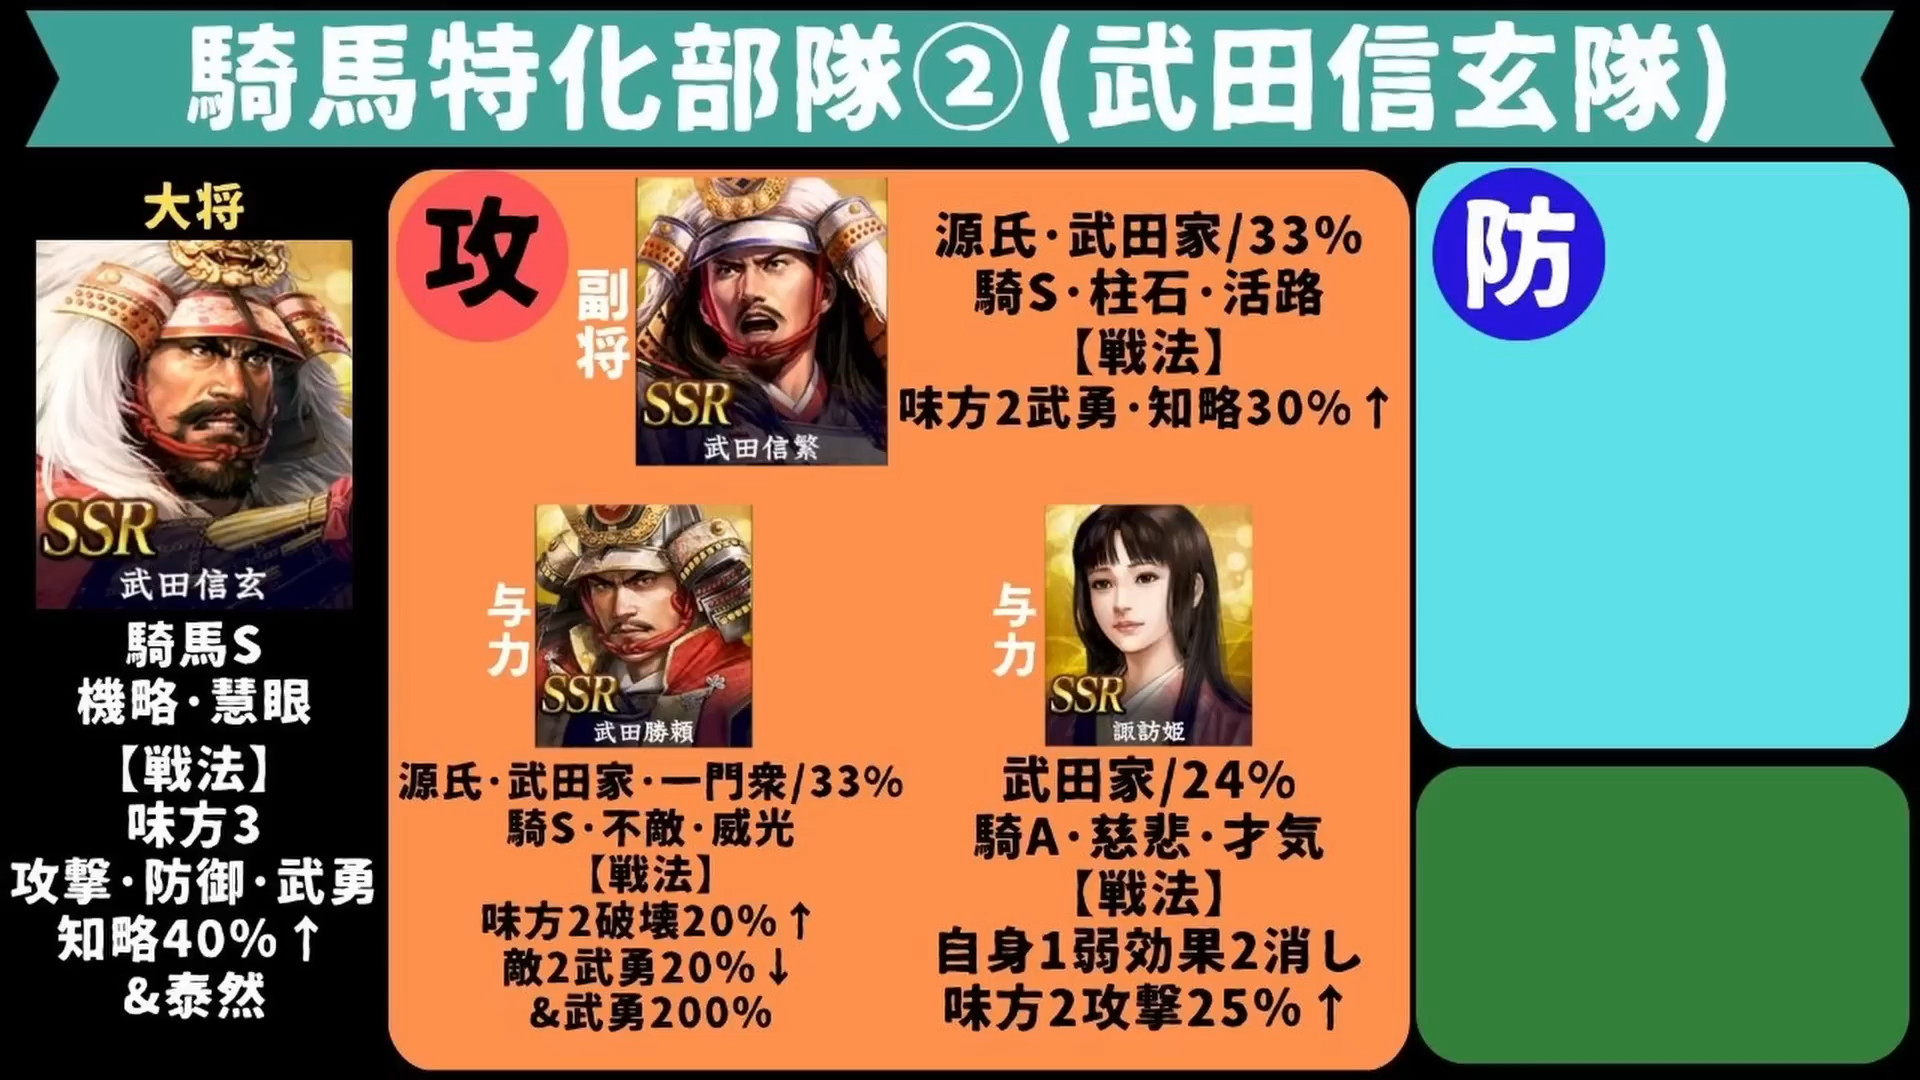 騎馬特化部隊②(武田信玄隊)
大将
SSR
武田信玄
騎馬S
機略·慧眼
【戦法】
味方3
攻撃·防御·武勇
知略40%↑
&泰然
攻
副将
SSR
武田信繁
源氏·武田家/33%
騎S·柱石·活路
【戦法】
味方2武勇·知略30%↑
与力
SSR
武田勝頼
源氏·武田家·一門衆/33%
騎S·不敵·威光
【戦法】
味方2破壊20%↑
敵2武勇20%↓
&武勇200%
与力
SSR
諏訪姫
武田家/24%
騎A·慈悲·才気
【戦法】
自身1弱効果2消し
味方2攻撃25%↑
防